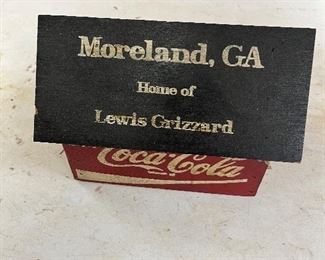 Moreland, GA
Home of
Lewis Grizzard
Coca-Cola